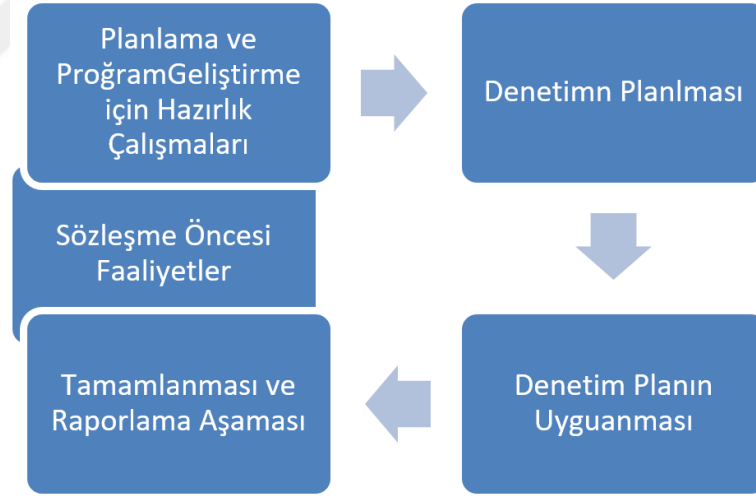 Planlama ve
ProğramGeliştirme
için Hazırlık
Çalışmaları
Denetimn Planlması
Sözleşme Öncesi
Faaliyetler
Tamamlanması ve
Raporlama Aşaması
Denetim Planın
Uyguanması